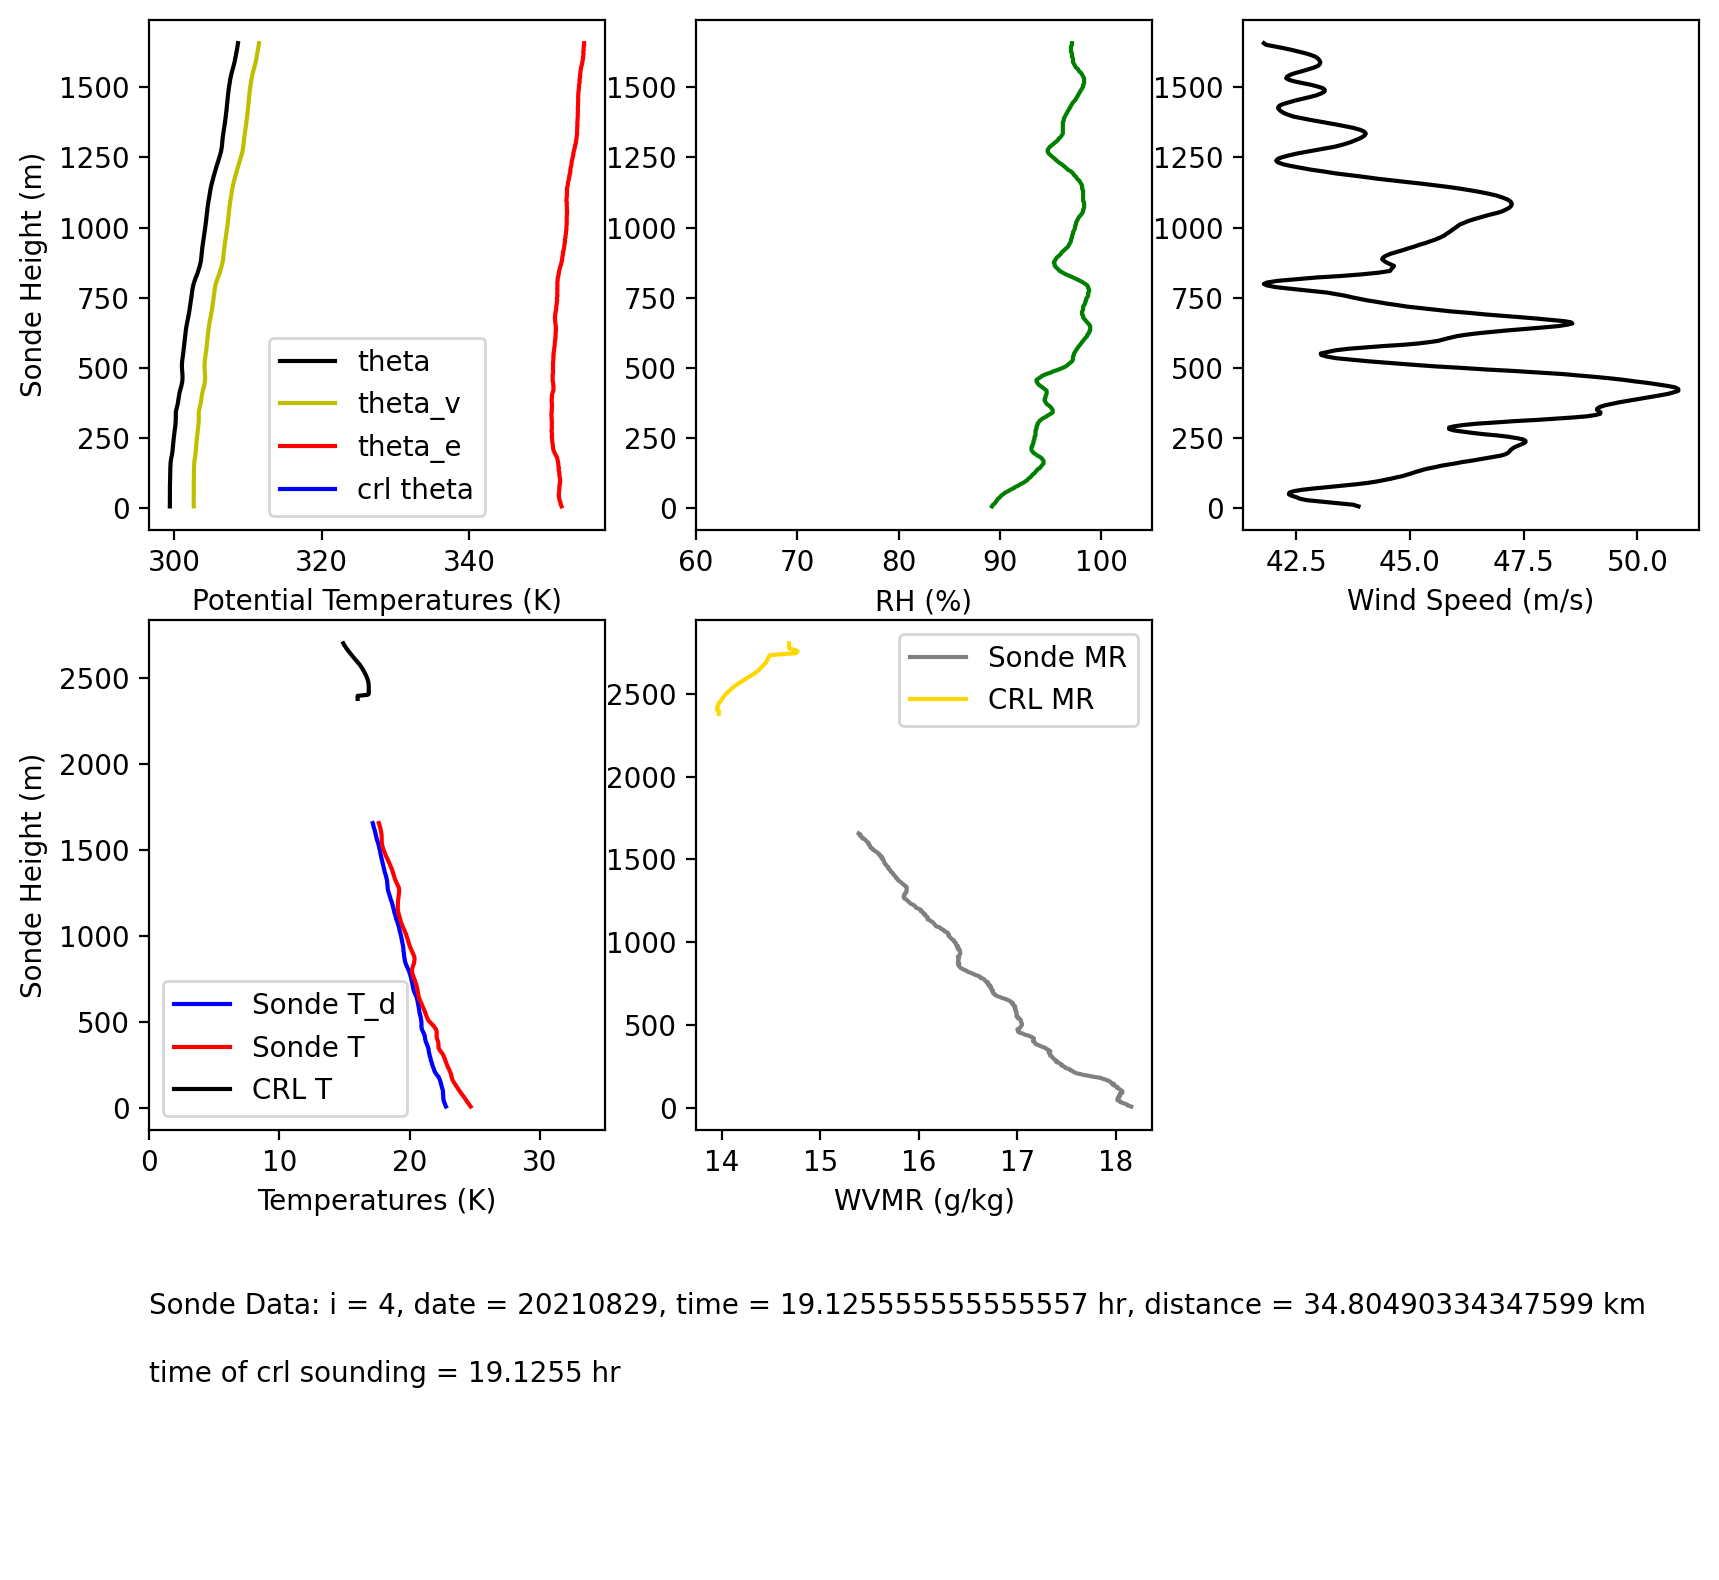 1500
1250
1000
750
500
250
0
Sonde Height (m)
theta
theta_v
theta_e
crl theta
300 320 340
Potential Temperatures (K)
1500
1250
1000
750
500
250
0
60 70 80 90 100
RH (%)
1500
1250
1000
750
500
250
0
42.5 45.0 47.5 50.0
Wind Speed (m/s)
2500
2000
1500
1000
500
0
Sonde Height (m)
Sonde T_d
Sonde T
CRL T
0 10 20 30
Temperatures (K)
2500
2000
1500
1000
500
0
Sonde MR
CRL MR
14 15 16 17 18
WVMR (g/kg)
Sonde Data: i = 4, date = 20210829, time = 19.125555555555557 hr, distance = 34.80490334347599 km
time of crl sounding = 19.1255 hr